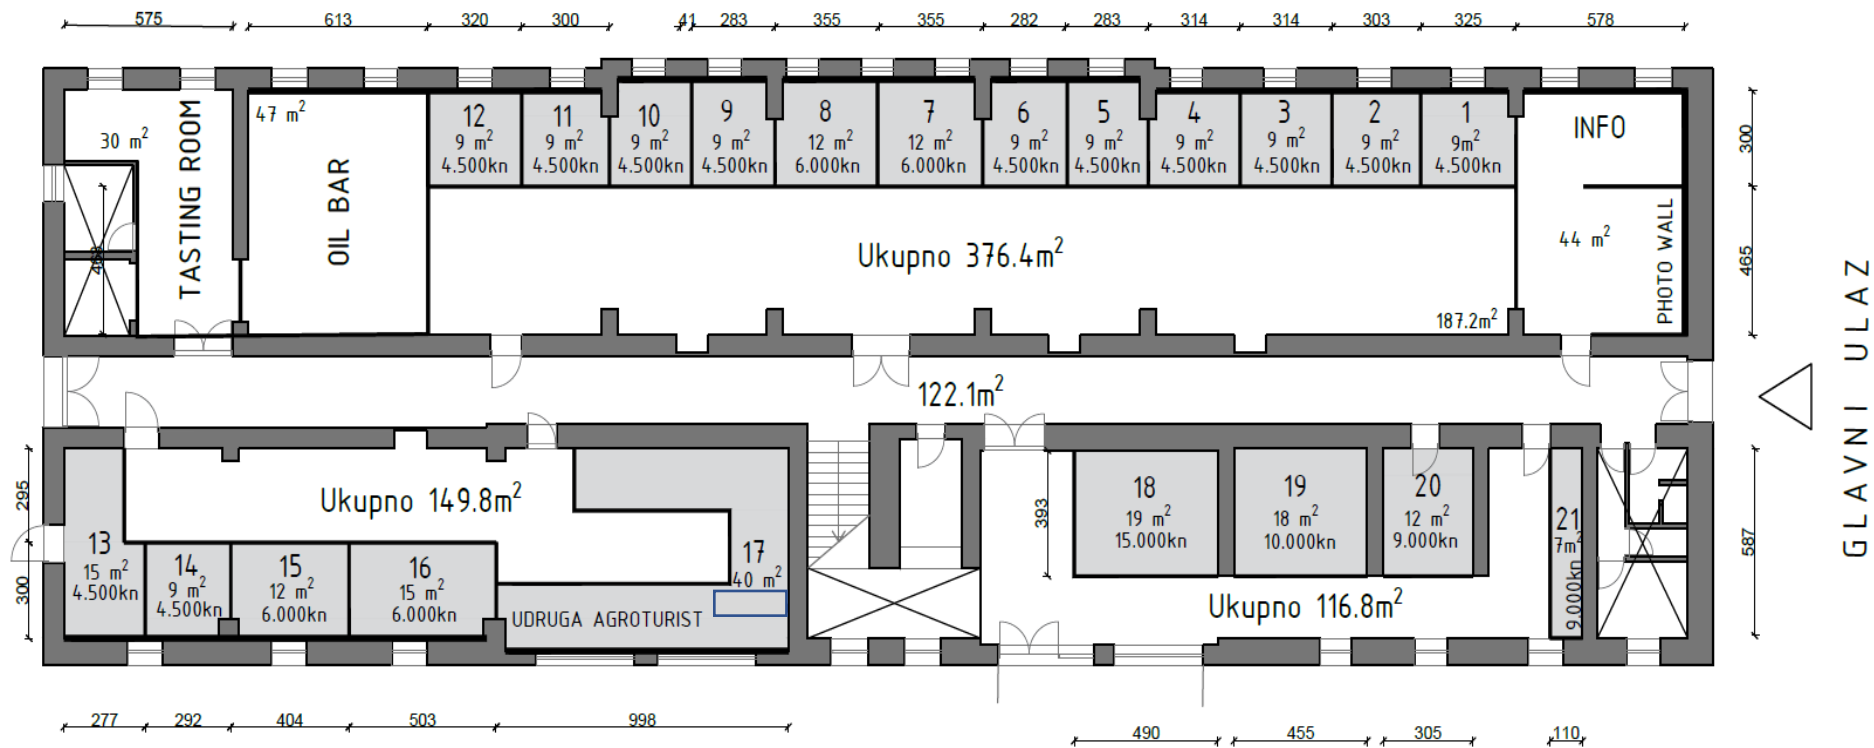 575 613 320 300 41 283 355 355 282 283 314 314 303 325 578
30 m²
TASTING ROOM
47 m²
OIL BAR
12
9 m²
4.500kn
11
9 m²
4.500kn
10
9 m²
4.500kn
9
9 m²
4.500kn
8
12 m²
6.000kn
7
12 m²
6.000kn
6
9 m²
4.500kn
5
9 m²
4.500kn
4
9 m²
4.500kn
3
9 m²
4.500kn
2
9 m²
4.500kn
1
9m²
4.500kn
INFO
300
Ukupno 376.4m²
187.2m²
44 m²
PHOTO WALL
465
122.1m²
GLAVNI ULAZ
295
300
Ukupno 149.8m²
13
15 m²
4.500kn
14
9 m²
4.500kn
15
12 m²
6.000kn
16
15 m²
6.000kn
17
40 m²
UDRUGA AGROTURIST
393
18
19 m²
15.000kn
19
18 m²
10.000kn
20
12 m²
9.000kn
21
7m²
9.000kn
Ukupno 116.8m²
587
277 292 404 503 998
490 455 305 110